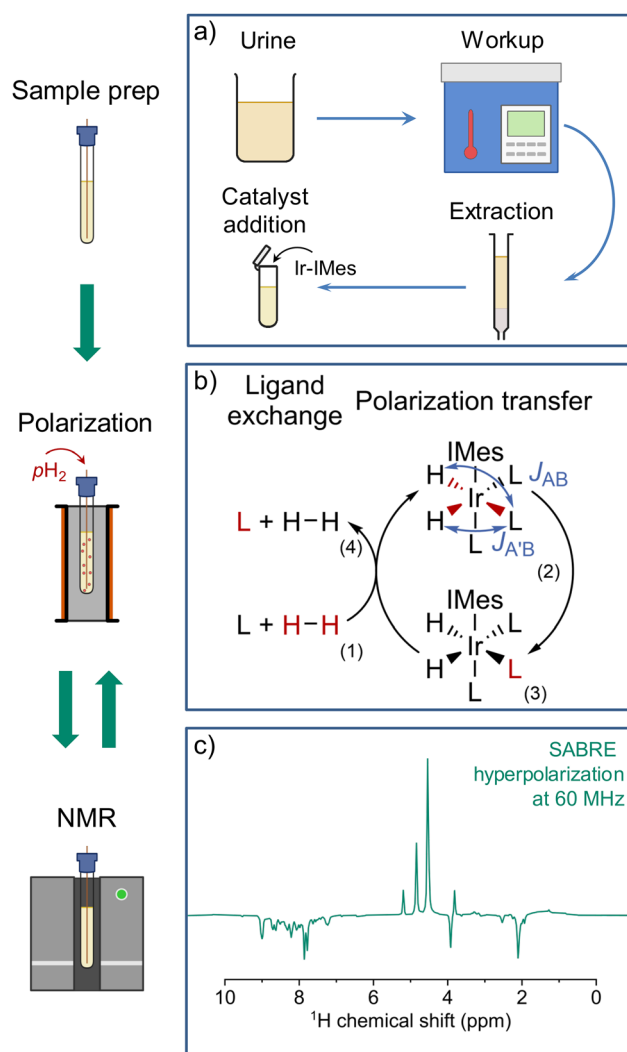 Sample prep
Polarization
pH₂
NMR
a)
Urine
Workup
Catalyst
addition
Extraction
Ir-IMes
b)
Ligand
exchange
Polarization transfer
IMes
H
L
J_AB
Ir
H
L
L
J_A'B
L + H–H
(4)
(2)
L + H–H
(1)
IMes
H
L
Ir
H
L
L
(3)
c)
SABRE
hyperpolarization
at 60 MHz
10 8 6 4 2 0
¹H chemical shift (ppm)